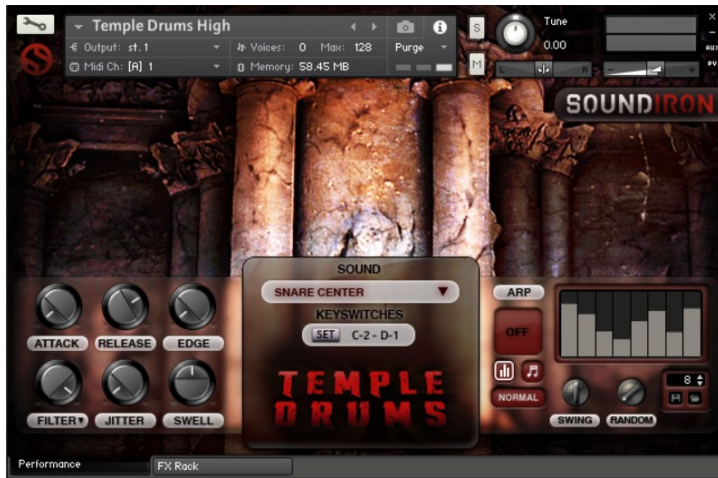 Temple Drums High
Output: st. 1
Voices: 0 Max: 128
Purge
Midi Ch: [A] 1
Memory: 58.45 MB
S
M
Tune
0.00
L
R
AUX
PV
SOUNDIRON
SOUND
SNARE CENTER
KEYSWITCHES
SET C-2 - D-1
TEMPLE
DRUMS
ATTACK
RELEASE
EDGE
FILTER
JITTER
SWELL
ARP
OFF
NORMAL
SWING
RANDOM
8
Performance
FX Rack